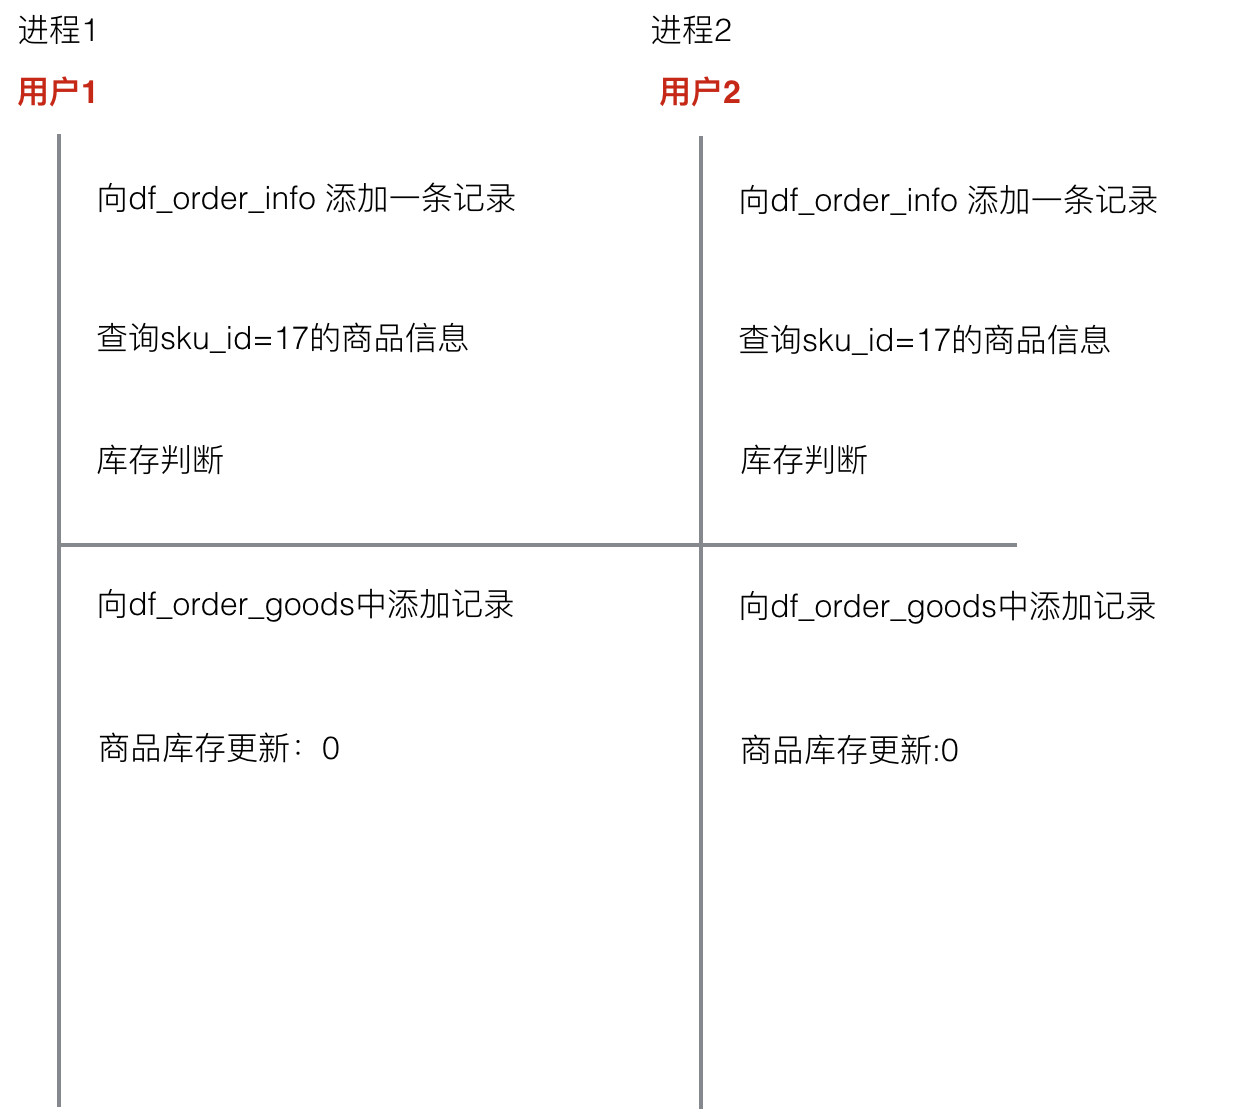 进程1
进程2
用户1
用户2
向df_order_info 添加一条记录
向df_order_info 添加一条记录
查询sku_id=17的商品信息
查询sku_id=17的商品信息
库存判断
库存判断
向df_order_goods中添加记录
向df_order_goods中添加记录
商品库存更新：0
商品库存更新:0